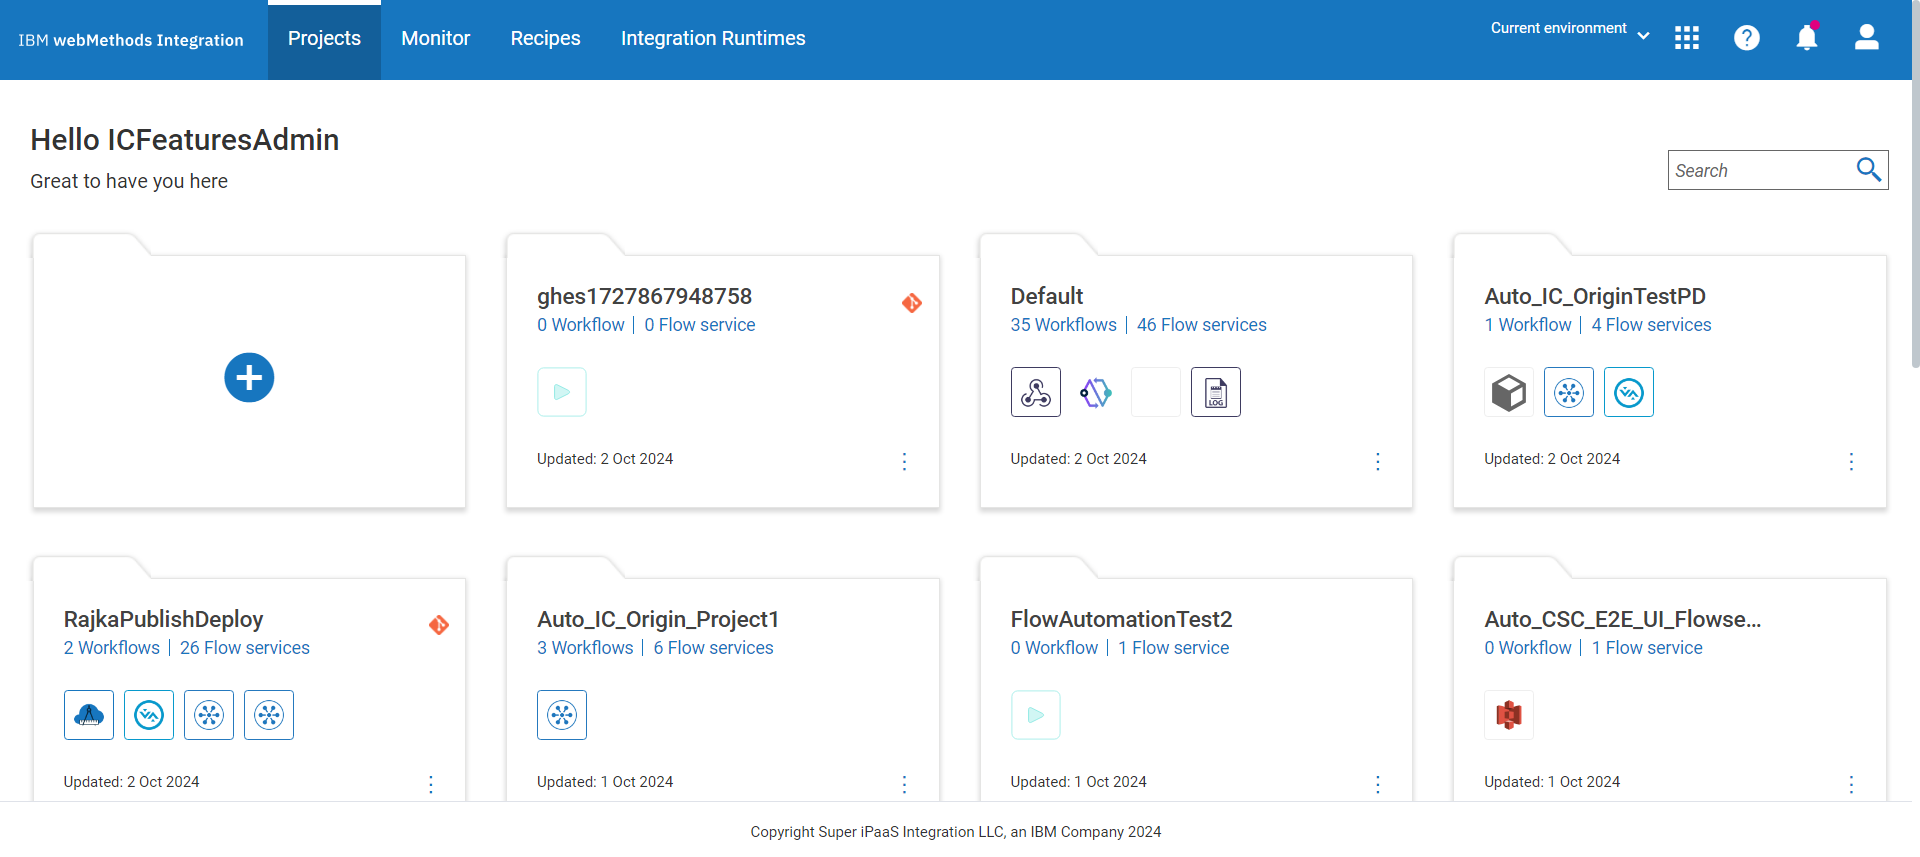 IBM webMethods Integration
Projects
Monitor
Recipes
Integration Runtimes
Current environment
Hello ICFeaturesAdmin
Great to have you here
Search
ghes1727867948758
0 Workflow | 0 Flow service
Updated: 2 Oct 2024
Default
35 Workflows | 46 Flow services
LOG
Updated: 2 Oct 2024
Auto_IC_OriginTestPD
1 Workflow | 4 Flow services
Updated: 2 Oct 2024
RajkaPublishDeploy
2 Workflows | 26 Flow services
Updated: 2 Oct 2024
Auto_IC_Origin_Project1
3 Workflows | 6 Flow services
Updated: 1 Oct 2024
FlowAutomationTest2
0 Workflow | 1 Flow service
Updated: 1 Oct 2024
Auto_CSC_E2E_UI_Flowse...
0 Workflow | 1 Flow service
Updated: 1 Oct 2024
Copyright Super iPaaS Integration LLC, an IBM Company 2024